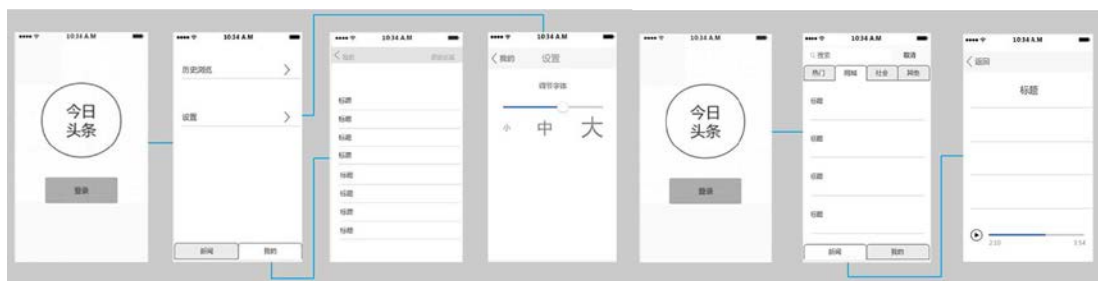 10:34 A.M
今日
头条
登录
10:34 A.M
历史浏览
设置
新闻
我的
10:34 A.M
标题
标题
标题
标题
标题
标题
标题
标题
10:34 A.M
我的
设置
调节字体
小 中 大
10:34 A.M
今日
头条
登录
10:34 A.M
搜索
取消
热门
社会
其他
标题
标题
标题
标题
新闻
我的
10:34 A.M
返回
标题
2:10
3:54